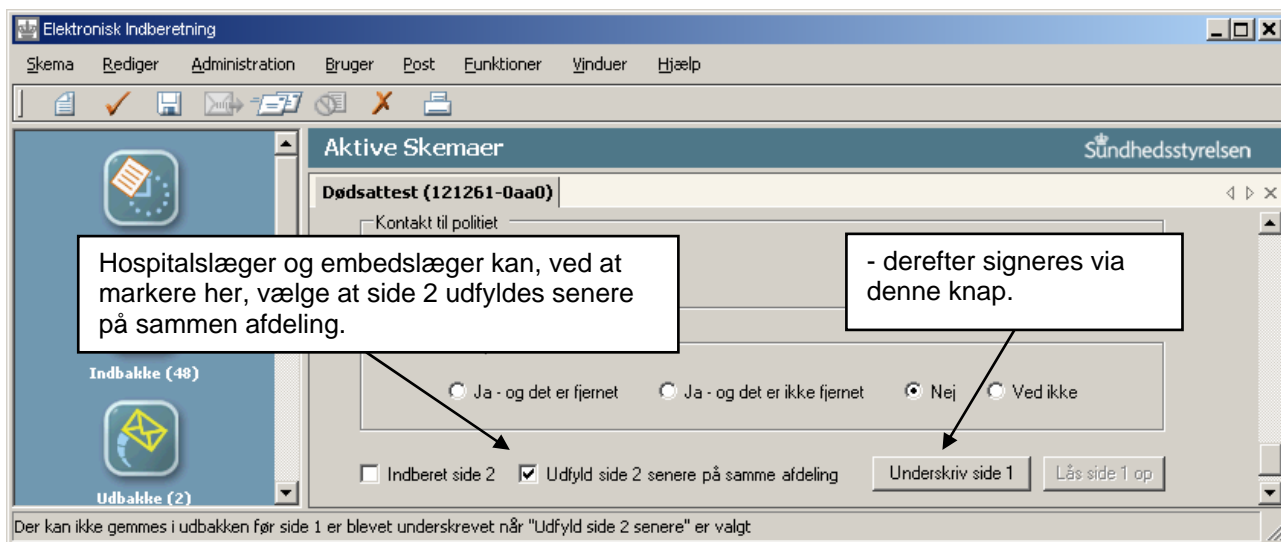 Elektronisk Indberetning
Skema Rediger Administration Bruger Post Funktioner Vinduer Hjælp
Aktive Skemaer
Sundhedsstyrelsen
Dødsattest (121261-0aa0)
Kontakt til politiet
Hospitalslæger og embedslæger kan, ved at
markere her, vælge at side 2 udfyldes senere
på sammen afdeling.
- derefter signeres via
denne knap.
Indbakke (48)
Ja - og det er fjernet Ja - og det er ikke fjernet Nej Ved ikke
Indberet side 2 Udfyld side 2 senere på samme afdeling Underskriv side 1 Lås side 1 op
Udbakke (2)
Der kan ikke gemmes i udbakken før side 1 er blevet underskrevet når "Udfyld side 2 senere" er valgt